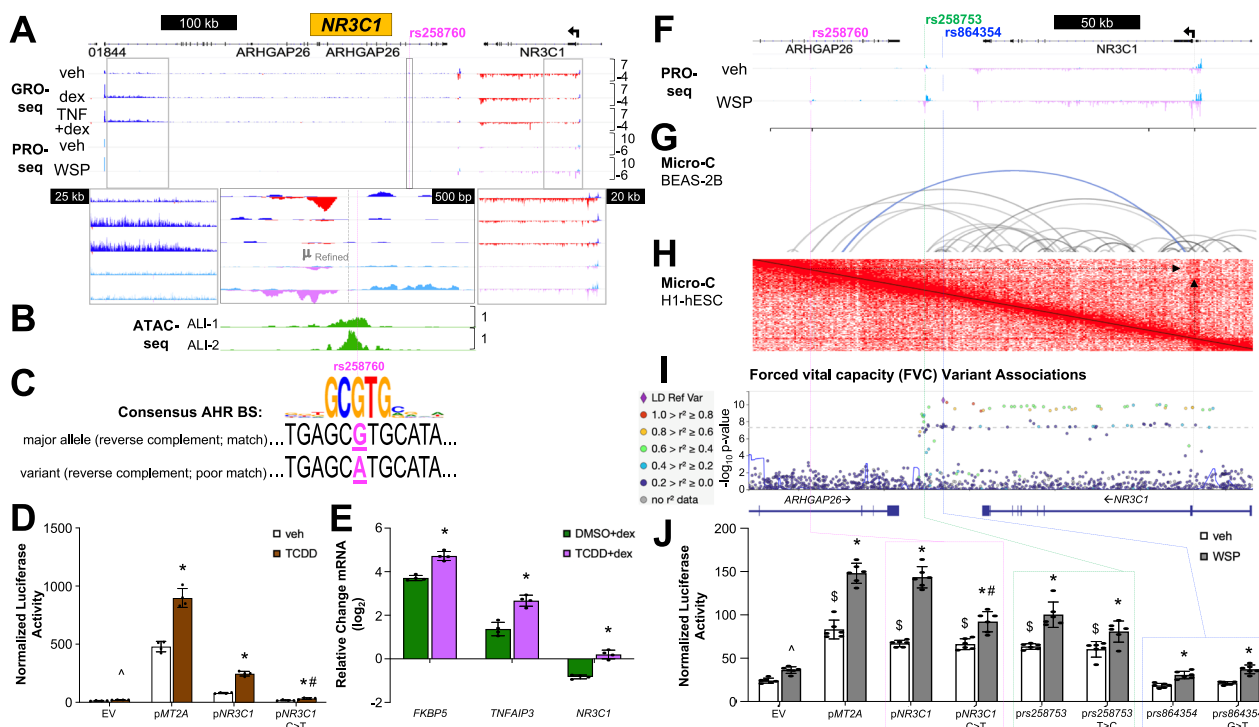 A
100 kb
NR3C1
rs258760
01844
ARHGAP26
ARHGAP26
NR3C1
GRO-
seq
veh
dex
TNF
+dex
PRO-
seq
veh
WSP
7
-4
7
-4
7
-4
10
-6
10
-6
25 kb
500 bp
20 kb
μ Refined
B
ATAC-
seq
ALI-1
ALI-2
1
1
C
rs258760
Consensus AHR BS:
GCGTG
major allele (reverse complement; match)...TGAGCGTGCATA...
variant (reverse complement; poor match)...TGAGCATGCATA...
D
Normalized Luciferase
Activity
1500
1000
500
0
veh
TCDD
^
*
*
*#
EV
pMT2A
pNR3C1
pNR3C1
C>T
E
Relative Change mRNA
(log2)
6
4
2
0
-2
DMSO+dex
TCDD+dex
*
*
*
FKBP5
TNFAIP3
NR3C1
F
rs258753
rs258760
rs864354
50 kb
ARHGAP26
NR3C1
PRO-
seq
veh
WSP
G
Micro-C
BEAS-2B
H
Micro-C
H1-hESC
I
Forced vital capacity (FVC) Variant Associations
LD Ref Var
1.0 > r² ≥ 0.8
0.8 > r² ≥ 0.6
0.6 > r² ≥ 0.4
0.4 > r² ≥ 0.2
0.2 > r² ≥ 0.0
no r² data
-log10 p-value
10
8
6
4
2
0
ARHGAP26→
←NR3C1
J
Normalized Luciferase
Activity
200
150
100
50
0
veh
WSP
^
$
*
$
*
$
*#
$
*
$
*
*
*
EV
pMT2A
pNR3C1
pNR3C1
C>T
prs258753
prs258753
T>C
prs864354
prs864354
G>T